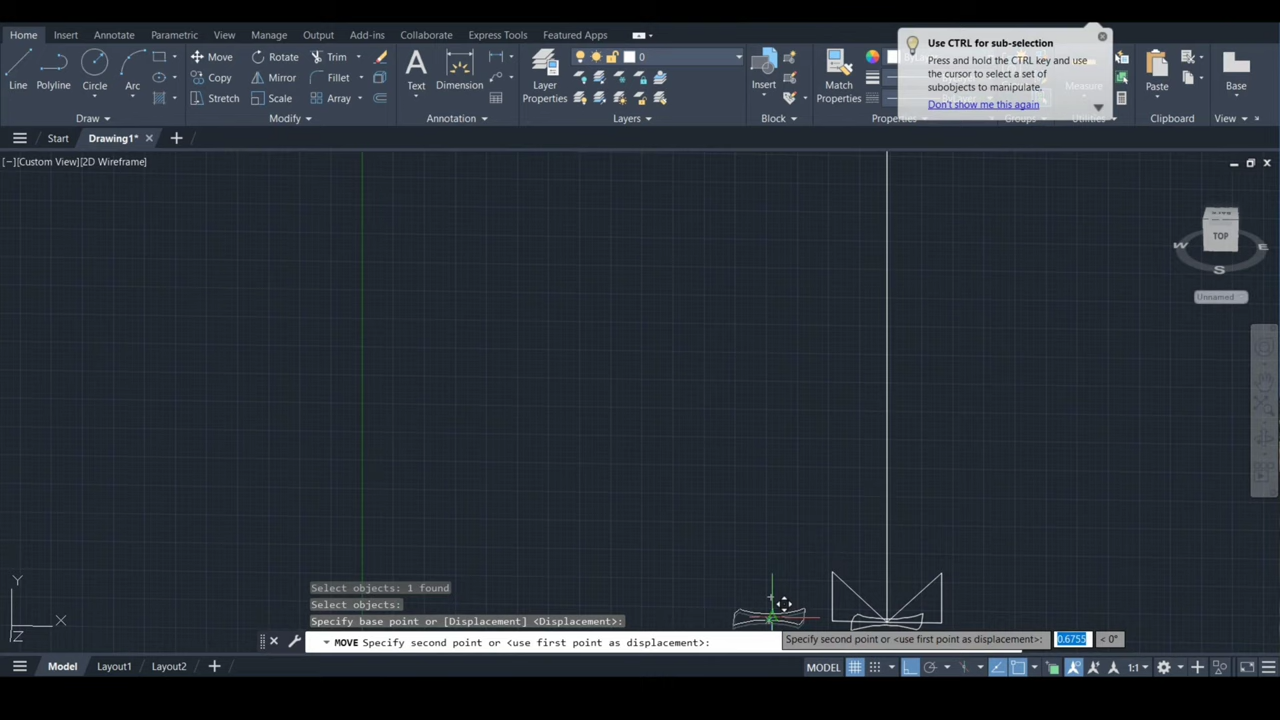 Home Insert Annotate Parametric View Manage Output Add-ins Collaborate Express Tools Featured Apps
Use CTRL for sub-selection
Press and hold the CTRL key and use
the cursor to select a set of
subobjects to manipulate.
Don't show me this again
Move Rotate Trim
Copy Mirror Fillet
Stretch Scale Array
Line Polyline Circle Arc
Text Dimension
Layer
Properties
0
Insert
Match
Properties
Measure
Paste
Base
Draw Modify Annotation Layers Block Properties Groups Utilities Clipboard View
Start Drawing1*
[−][Custom View][2D Wireframe]
TOP
W E
S
Unnamed
Y
X
Z
Select objects: 1 found
Select objects:
Specify base point or [Displacement] <Displacement>:
MOVE Specify second point or <use first point as displacement>:
Specify second point or <use first point as displacement>: 0.6755 < 0°
Model Layout1 Layout2
MODEL 1:1